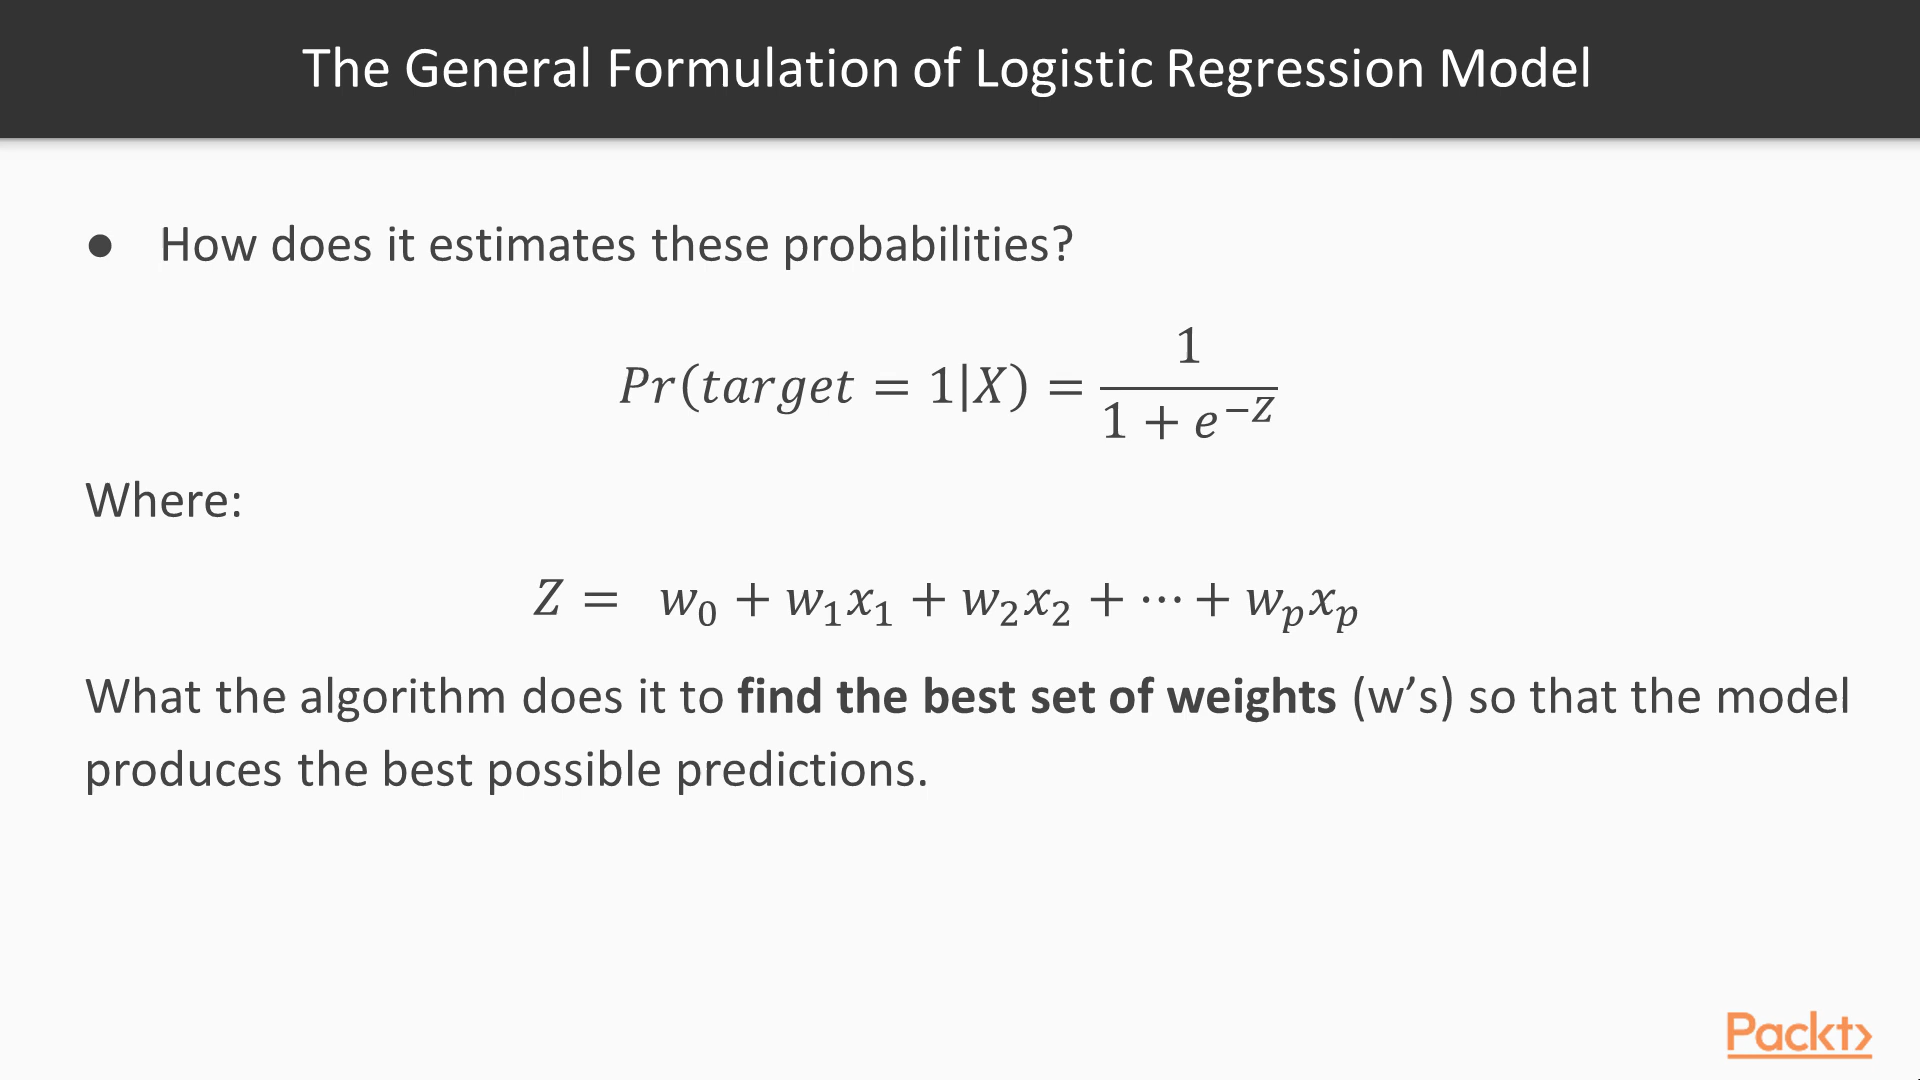 The General Formulation of Logistic Regression Model
● How does it estimates these probabilities?
Pr(target = 1|X) = 1 / (1 + e^{−Z})
Where:
Z = w₀ + w₁x₁ + w₂x₂ + ⋯ + wₚxₚ
What the algorithm does it to find the best set of weights (w’s) so that the model
produces the best possible predictions.
Packt>